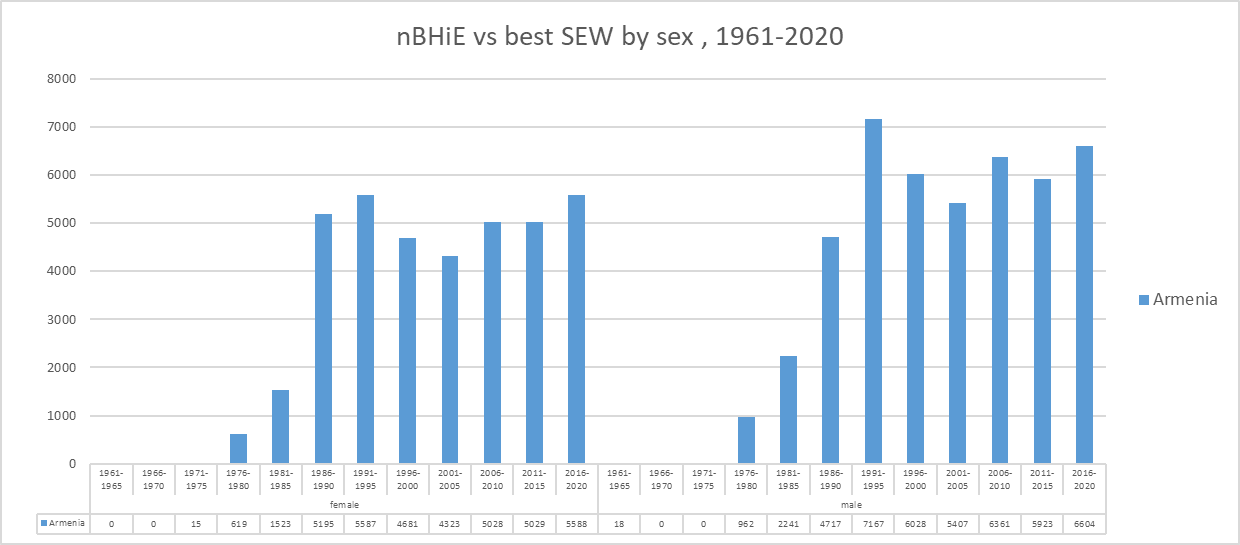 nBHiE vs best SEW by sex , 1961-2020
8000
7000
6000
5000
4000
3000
2000
1000
0
Armenia
1961-1965 1966-1970 1971-1975 1976-1980 1981-1985 1986-1990 1991-1995 1996-2000 2001-2005 2006-2010 2011-2015 2016-2020 1961-1965 1966-1970 1971-1975 1976-1980 1981-1985 1986-1990 1991-1995 1996-2000 2001-2005 2006-2010 2011-2015 2016-2020
female male
Armenia 0 0 15 619 1523 5195 5587 4681 4323 5028 5029 5588 18 0 0 962 2241 4717 7167 6028 5407 6361 5923 6604